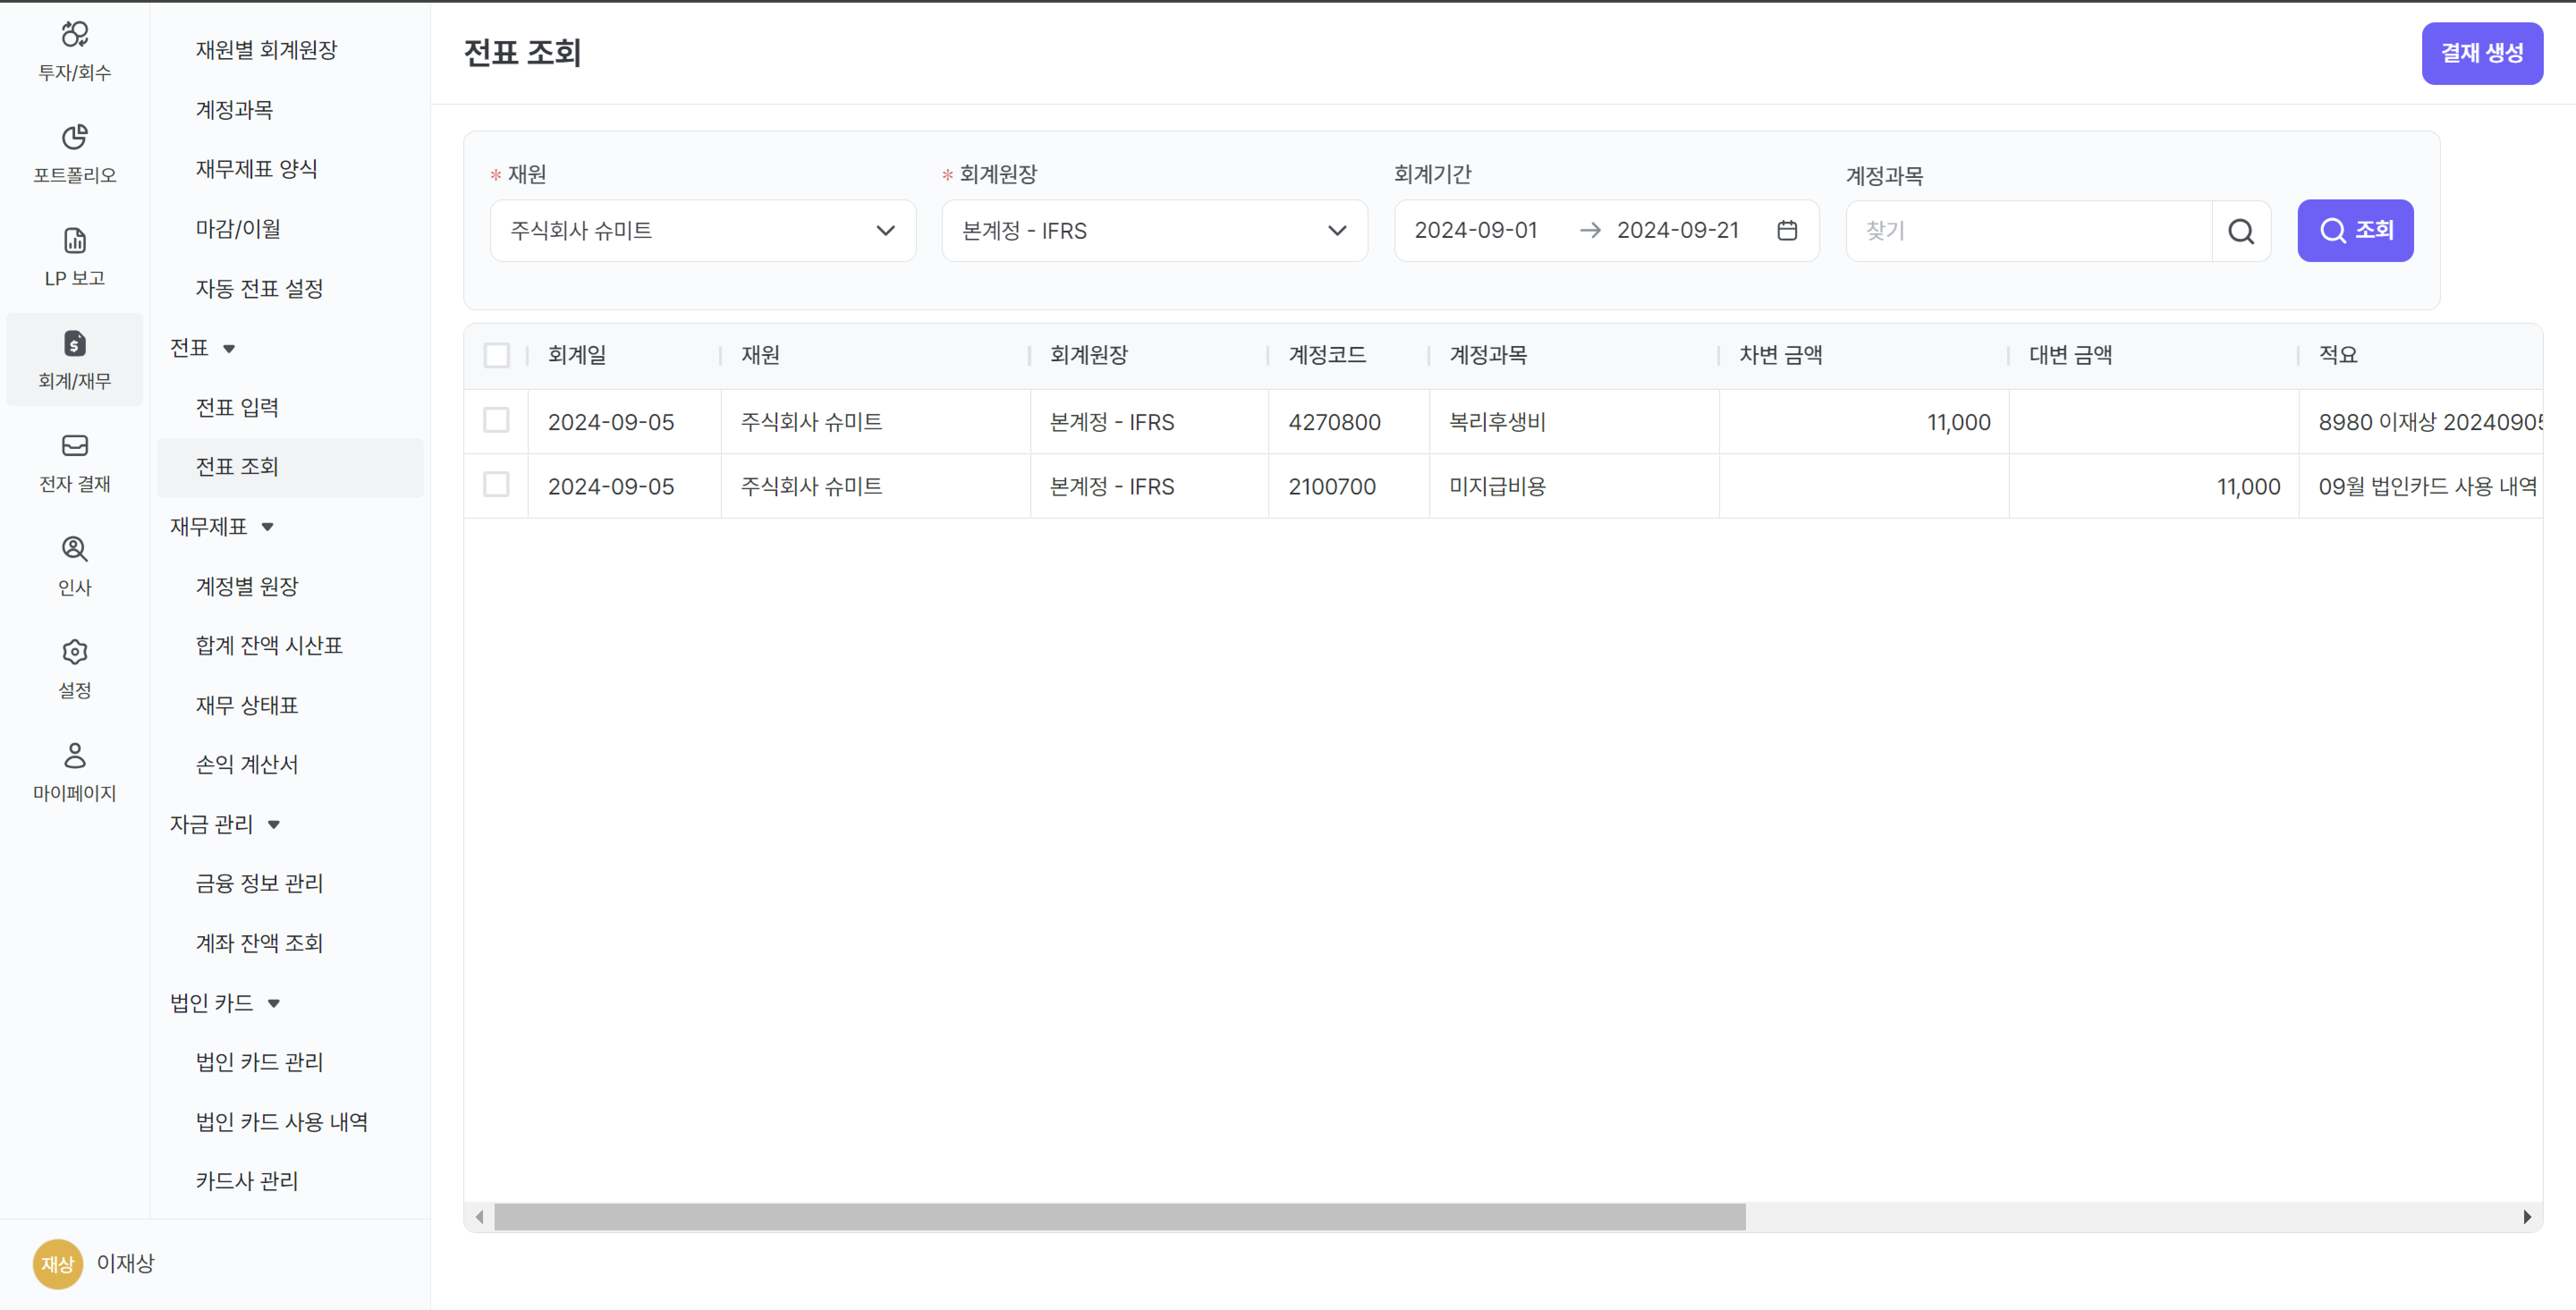 투자/회수
포트폴리오
LP 보고
회계/재무
전자 결재
인사
설정
마이페이지
재원별 회계원장
계정과목
재무제표 양식
마감/이월
자동 전표 설정
전표
전표 입력
전표 조회
재무제표
계정별 원장
합계 잔액 시산표
재무 상태표
손익 계산서
자금 관리
금융 정보 관리
계좌 잔액 조회
법인 카드
법인 카드 관리
법인 카드 사용 내역
카드사 관리
재상 이재상
전표 조회 결재 생성
* 재원 * 회계원장 회계기간 계정과목
주식회사 슈미트 본계정 - IFRS 2024-09-01 → 2024-09-21 찾기 조회
회계일 재원 회계원장 계정코드 계정과목 차변 금액 대변 금액 적요
2024-09-05 주식회사 슈미트 본계정 - IFRS 4270800 복리후생비 11,000 8980 이재상 20240905
2024-09-05 주식회사 슈미트 본계정 - IFRS 2100700 미지급비용 11,000 09월 법인카드 사용 내역